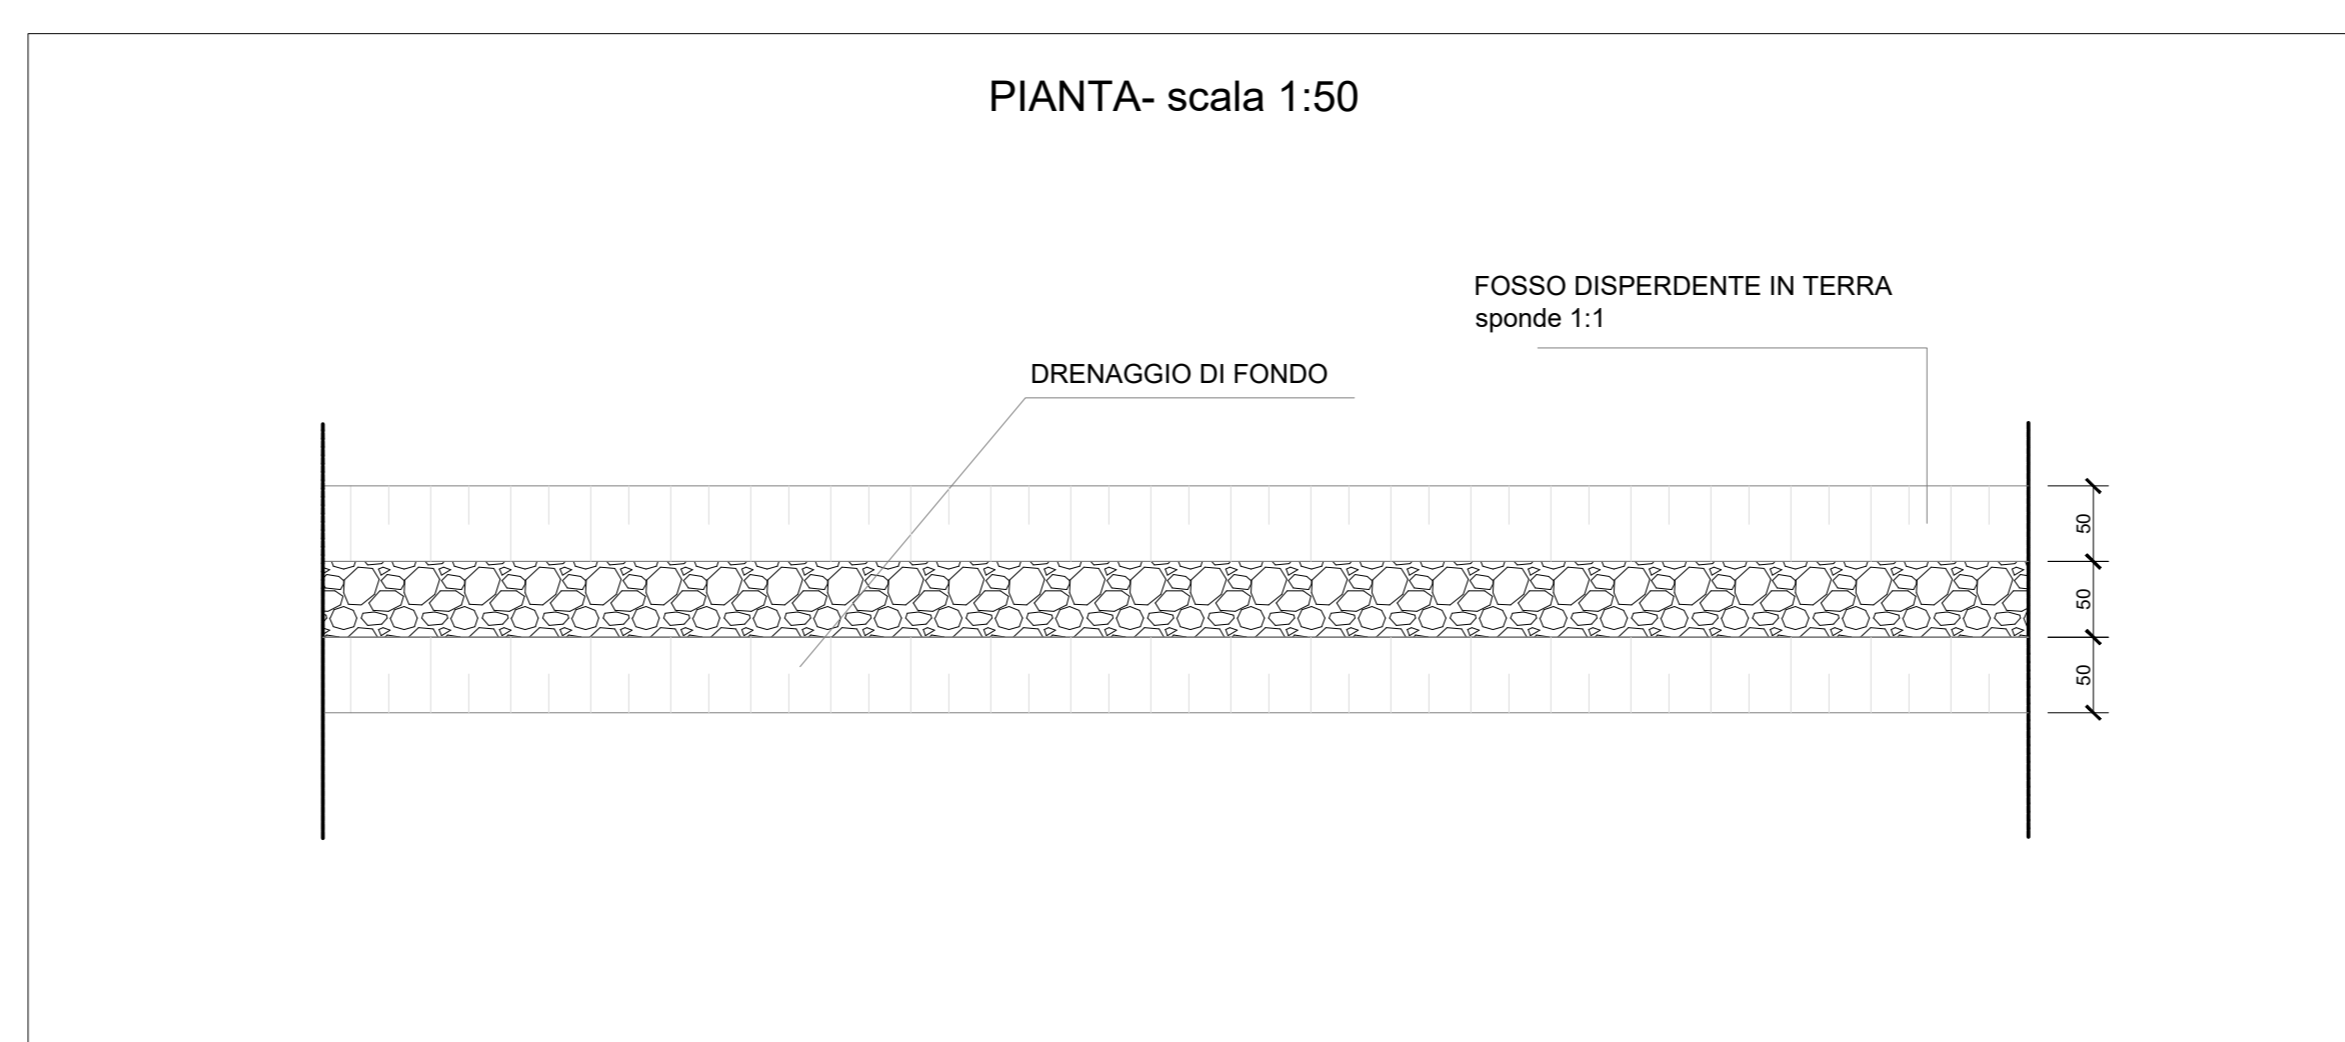 PIANTA- scala 1:50
FOSSO DISPERDENTE IN TERRA
sponde 1:1
DRENAGGIO DI FONDO
50
50
50